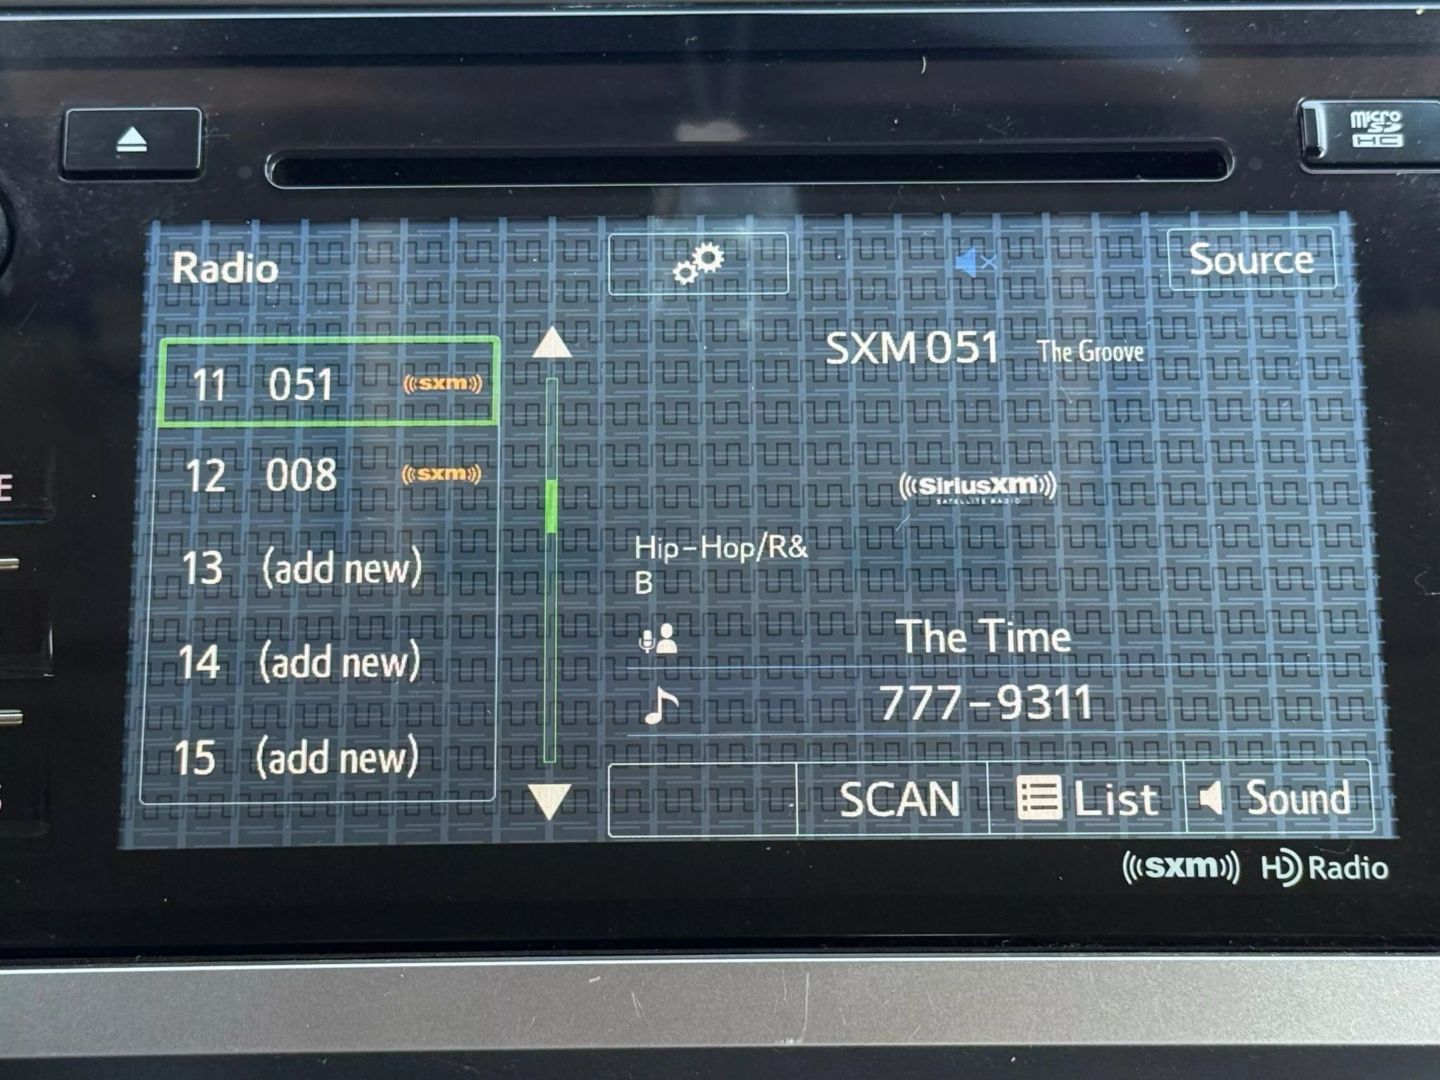 micro
SD
HC
Radio
Source
SXM 051 The Groove
11 051 sxm
12 008 sxm
13 (add new)
14 (add new)
15 (add new)
SiriusXM
SATELLITE RADIO
Hip-Hop/R&
B
The Time
777-9311
SCAN List Sound
sxm HD Radio
E